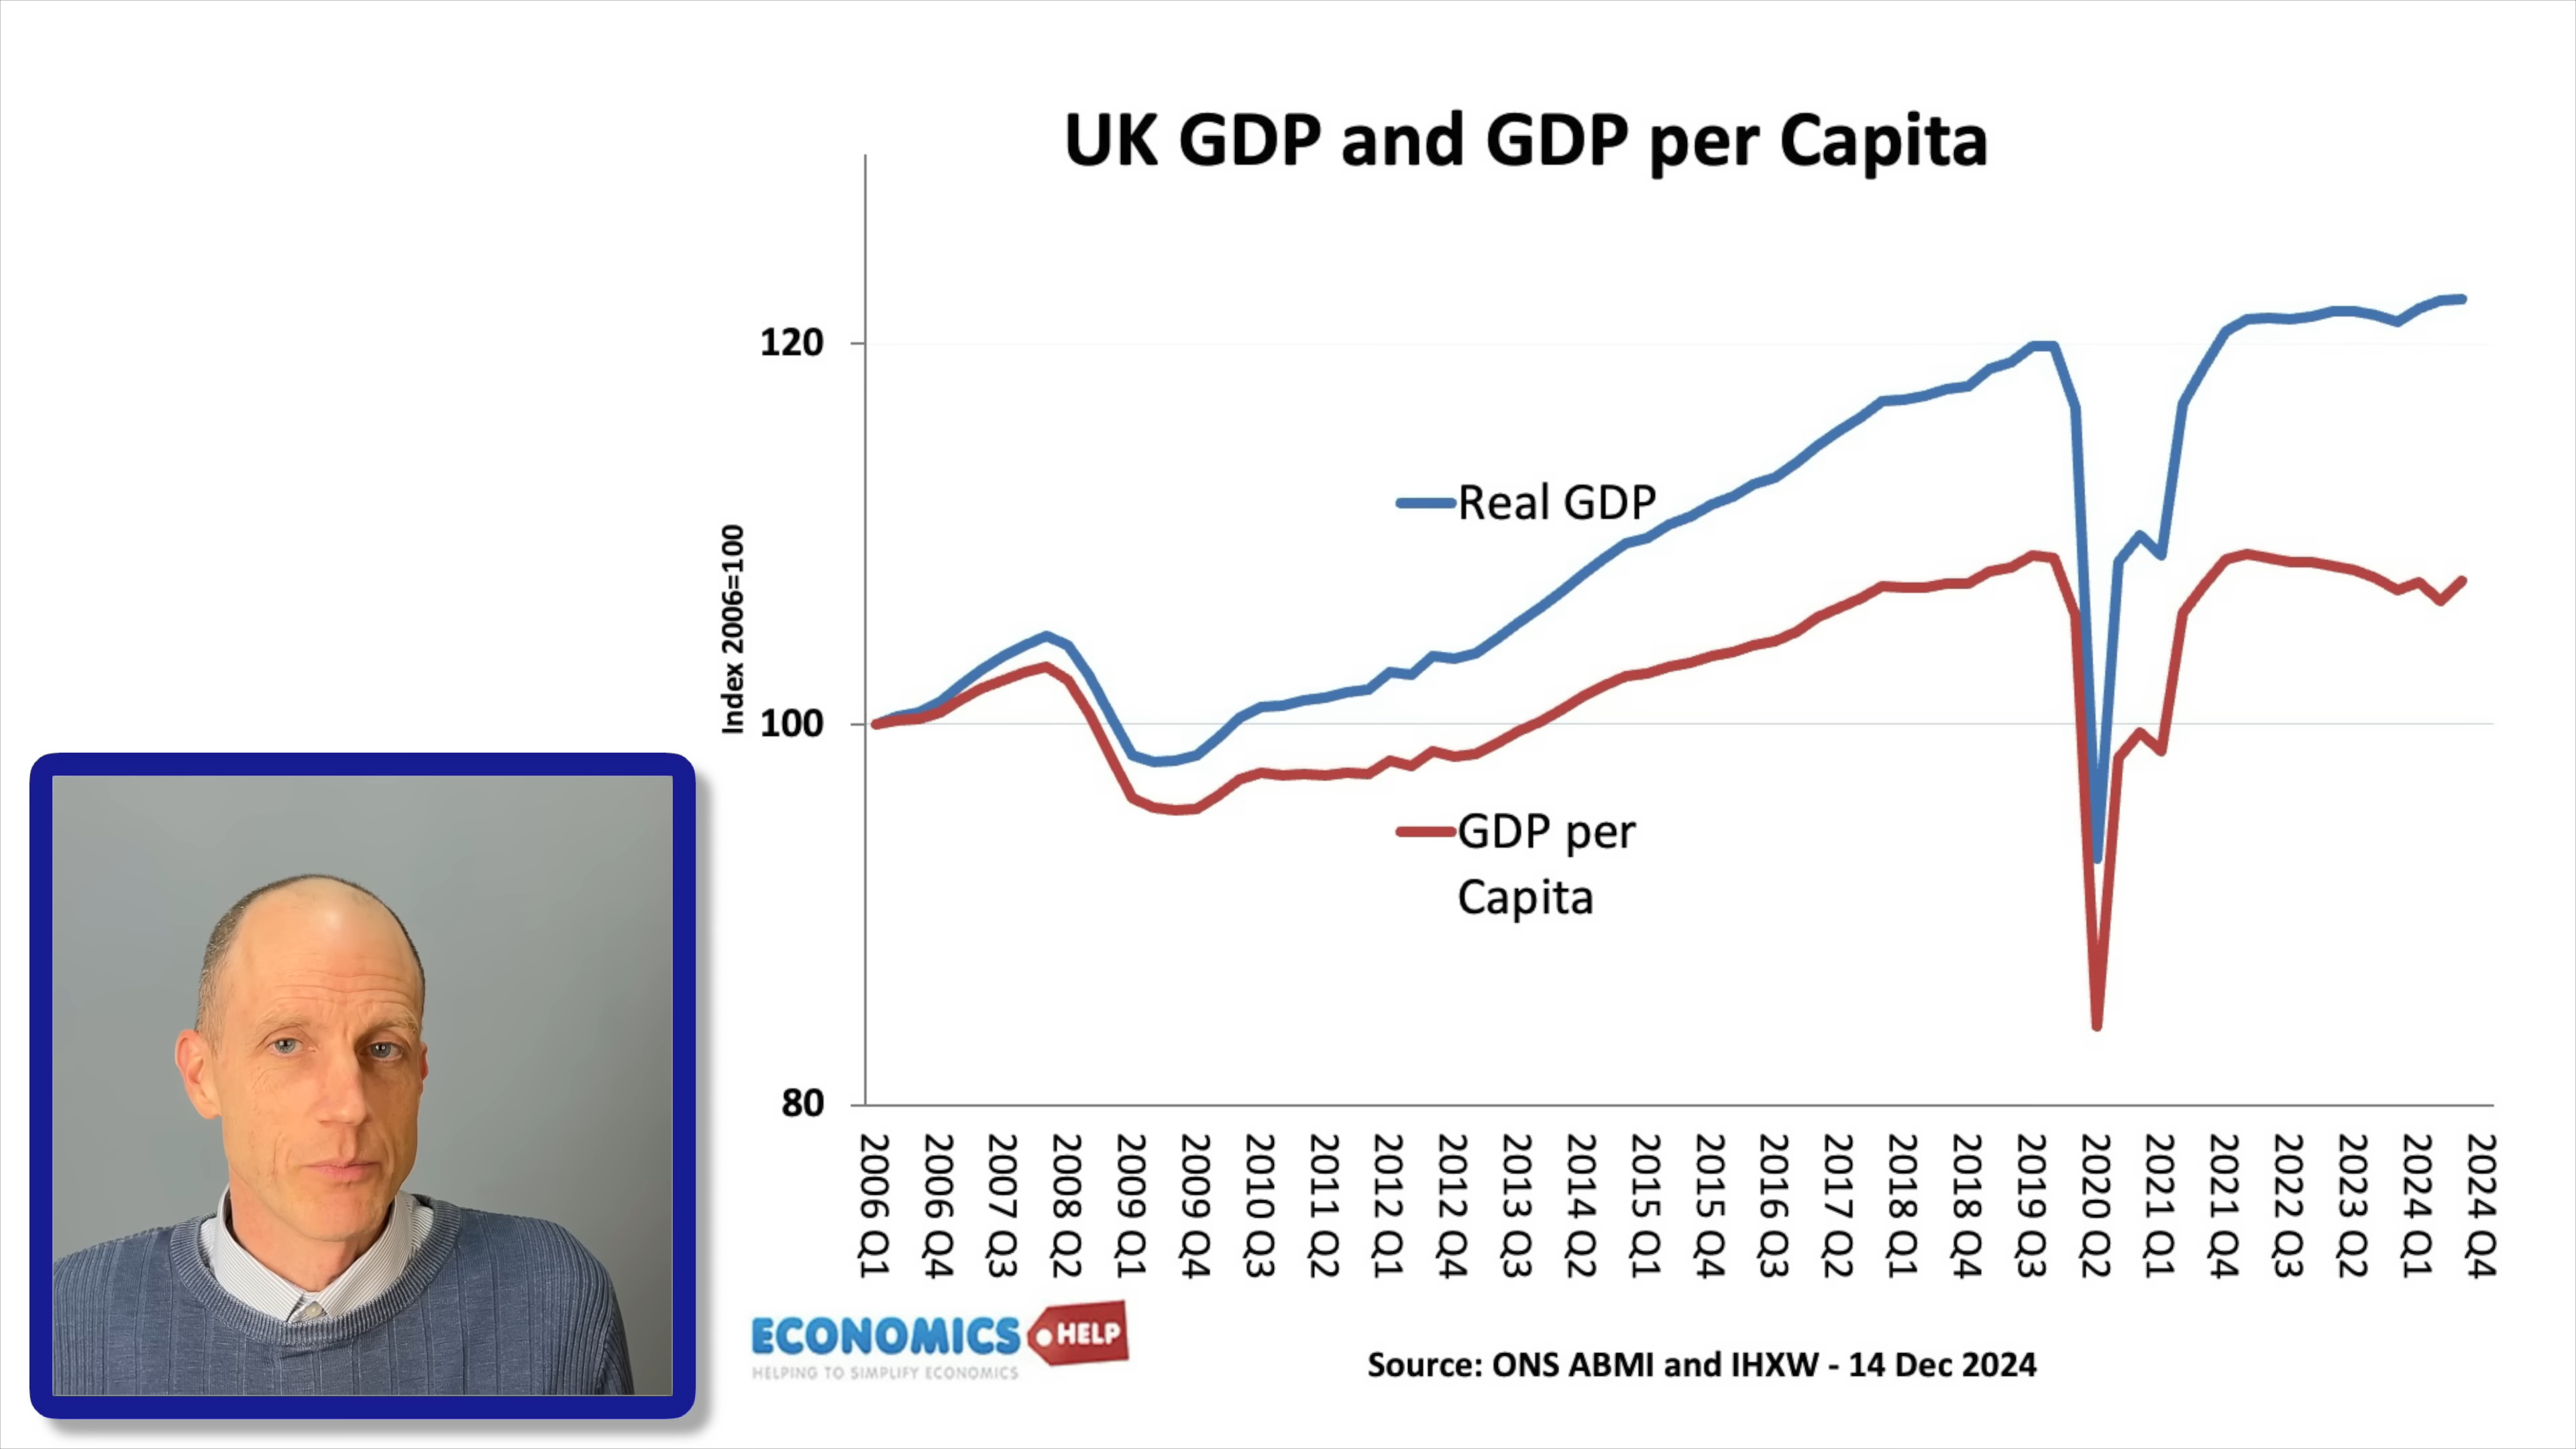 UK GDP and GDP per Capita
Index 2006=100
120
100
80
Real GDP
GDP per
Capita
2006 Q1
2006 Q4
2007 Q3
2008 Q2
2009 Q1
2009 Q4
2010 Q3
2011 Q2
2012 Q1
2012 Q4
2013 Q3
2014 Q2
2015 Q1
2015 Q4
2016 Q3
2017 Q2
2018 Q1
2018 Q4
2019 Q3
2020 Q2
2021 Q1
2021 Q4
2022 Q3
2023 Q2
2024 Q1
2024 Q4
ECONOMICS HELP
HELPING TO SIMPLIFY ECONOMICS
Source: ONS ABMI and IHXW - 14 Dec 2024